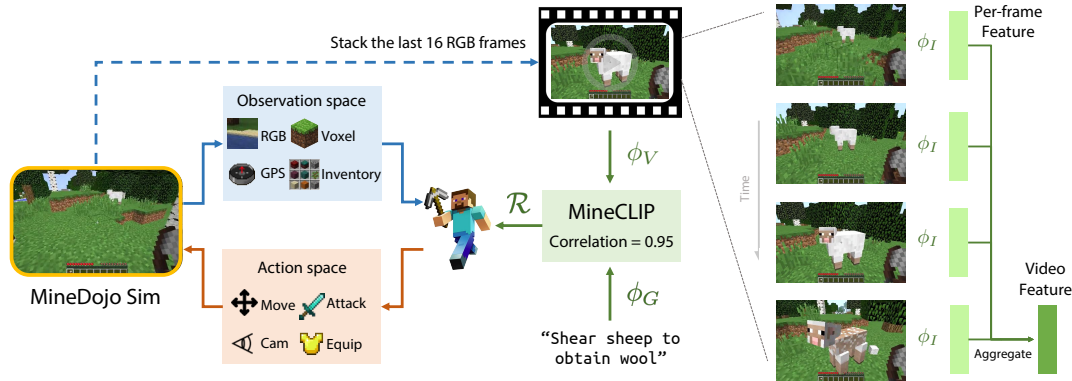 Stack the last 16 RGB frames
Observation space
RGB
Voxel
GPS
Inventory
MineDojo Sim
Action space
Move
Attack
Cam
Equip
ϕV
MineCLIP
Correlation = 0.95
R
ϕG
“Shear sheep to
obtain wool”
Time
ϕI
ϕI
ϕI
ϕI
Per-frame
Feature
Video
Feature
Aggregate